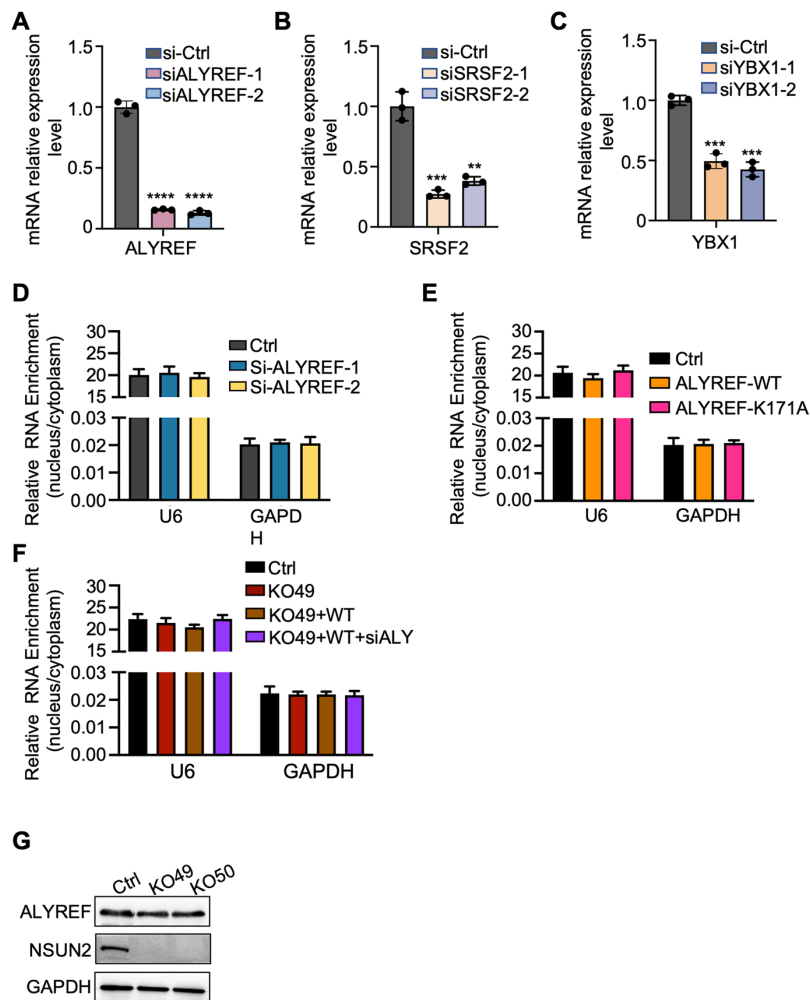 A
mRNA relative expression
level
1.5
1.0
0.5
0
si-Ctrl
siALYREF-1
siALYREF-2
****
****
ALYREF
B
mRNA relative expression
level
1.5
1.0
0.5
0
si-Ctrl
siSRSF2-1
siSRSF2-2
***
**
SRSF2
C
mRNA relative expression
level
1.5
1.0
0.5
0
si-Ctrl
siYBX1-1
siYBX1-2
***
***
YBX1
D
Relative RNA Enrichment
(nucleus/cytoplasm)
30
25
20
15
0.03
0.02
0.01
0.00
Ctrl
Si-ALYREF-1
Si-ALYREF-2
U6
GAPD
H
E
Relative RNA Enrichment
(nucleus/cytoplasm)
30
25
20
15
0.03
0.02
0.01
0.00
Ctrl
ALYREF-WT
ALYREF-K171A
U6
GAPDH
F
Relative RNA Enrichment
(nucleus/cytoplasm)
30
25
20
15
0.03
0.02
0.01
0.00
Ctrl
KO49
KO49+WT
KO49+WT+siALY
U6
GAPDH
G
Ctrl
KO49
KO50
ALYREF
NSUN2
GAPDH